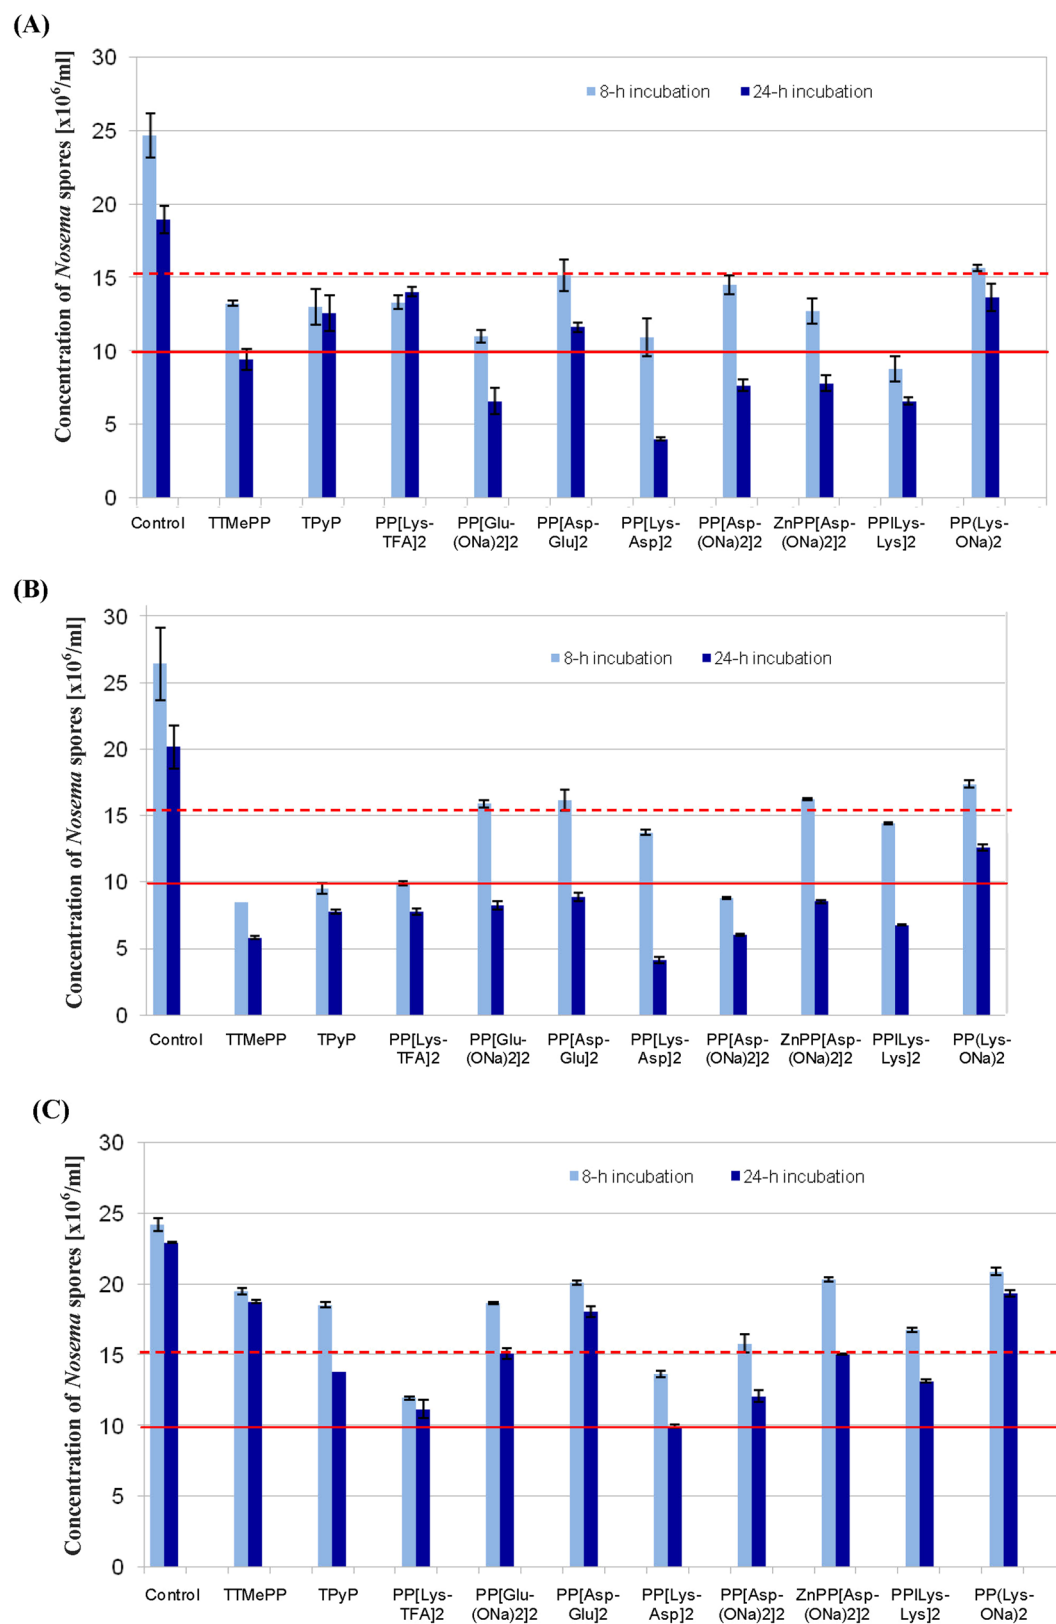 (A)
Concentration of Nosema spores [x10⁶/ml]
30
25
20
15
10
5
0
8-h incubation 24-h incubation
Control TTMePP TPyP PP[Lys- PP[Glu- PP[Asp- PP[Lys- PP[Asp- ZnPP[Asp- PPlLys- PP(Lys-
TFA]2 (ONa)2]2 Glu]2 Asp]2 (ONa)2]2 (ONa)2]2 Lys]2 ONa)2
(B)
Concentration of Nosema spores [x10⁶/ml]
30
25
20
15
10
5
0
8-h incubation 24-h incubation
Control TTMePP TPyP PP[Lys- PP[Glu- PP[Asp- PP[Lys- PP[Asp- ZnPP[Asp- PPlLys- PP(Lys-
TFA]2 (ONa)2]2 Glu]2 Asp]2 (ONa)2]2 (ONa)2]2 Lys]2 ONa)2
(C)
Concentration of Nosema spores [x10⁶/ml]
30
25
20
15
10
5
0
8-h incubation 24-h incubation
Control TTMePP TPyP PP[Lys- PP[Glu- PP[Asp- PP[Lys- PP[Asp- ZnPP[Asp- PPlLys- PP(Lys-
TFA]2 (ONa)2]2 Glu]2 Asp]2 (ONa)2]2 (ONa)2]2 Lys]2 ONa)2